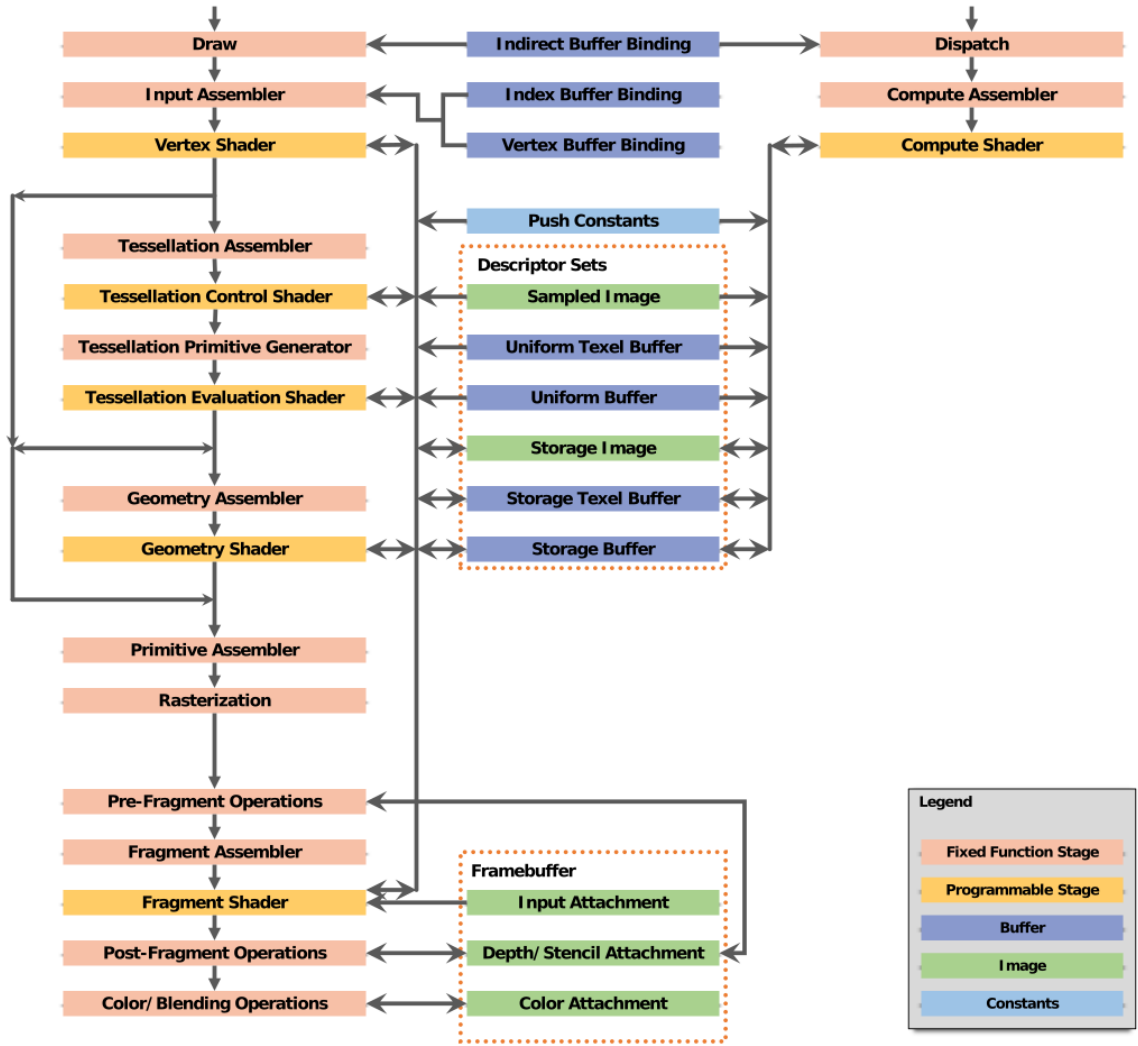 Draw
Indirect Buffer Binding
Dispatch
Input Assembler
Index Buffer Binding
Compute Assembler
Vertex Shader
Vertex Buffer Binding
Compute Shader
Push Constants
Tessellation Assembler
Descriptor Sets
Tessellation Control Shader
Sampled Image
Tessellation Primitive Generator
Uniform Texel Buffer
Tessellation Evaluation Shader
Uniform Buffer
Storage Image
Geometry Assembler
Storage Texel Buffer
Geometry Shader
Storage Buffer
Primitive Assembler
Rasterization
Pre-Fragment Operations
Fragment Assembler
Framebuffer
Fragment Shader
Input Attachment
Post-Fragment Operations
Depth/ Stencil Attachment
Color/ Blending Operations
Color Attachment
Legend
Fixed Function Stage
Programmable Stage
Buffer
Image
Constants